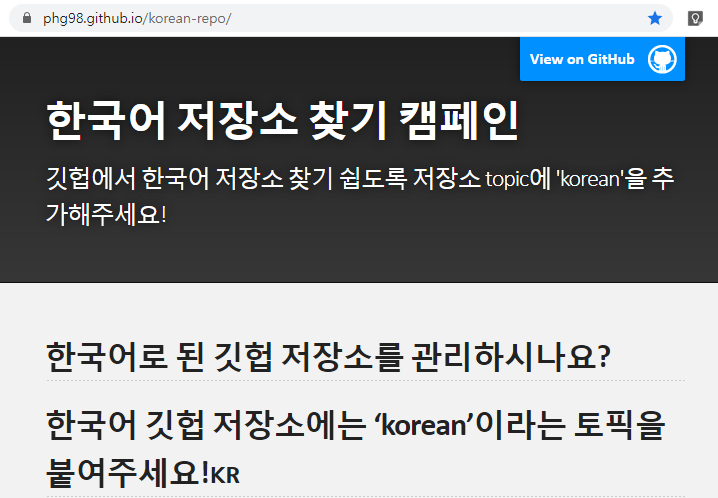 phg98.github.io/korean-repo/
View on GitHub
한국어 저장소 찾기 캠페인
깃헙에서 한국어 저장소 찾기 쉽도록 저장소 topic에 'korean'을 추
가해주세요!
한국어로 된 깃헙 저장소를 관리하시나요?
한국어 깃헙 저장소에는 ‘korean’이라는 토픽을
붙여주세요!KR